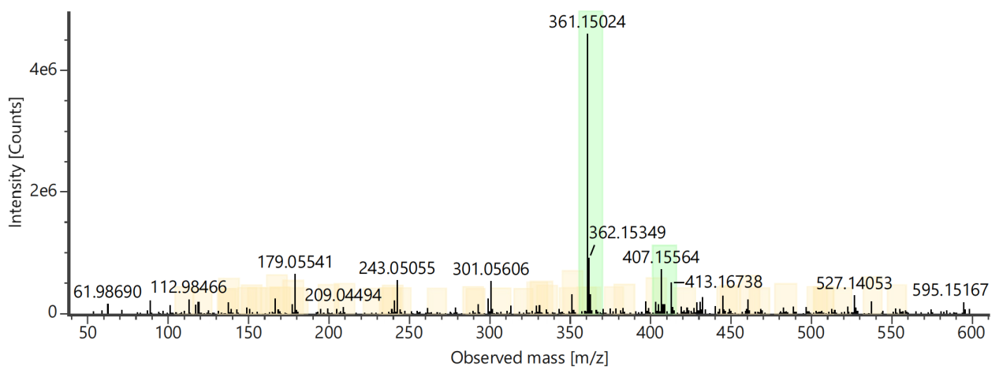 361.15024
4e6
Intensity [Counts]
362.15349
2e6
407.15564
179.05541
243.05055
301.05606
413.16738
527.14053
595.15167
61.98690
112.98466
209.04494
0
50 100 150 200 250 300 350 400 450 500 550 600
Observed mass [m/z]